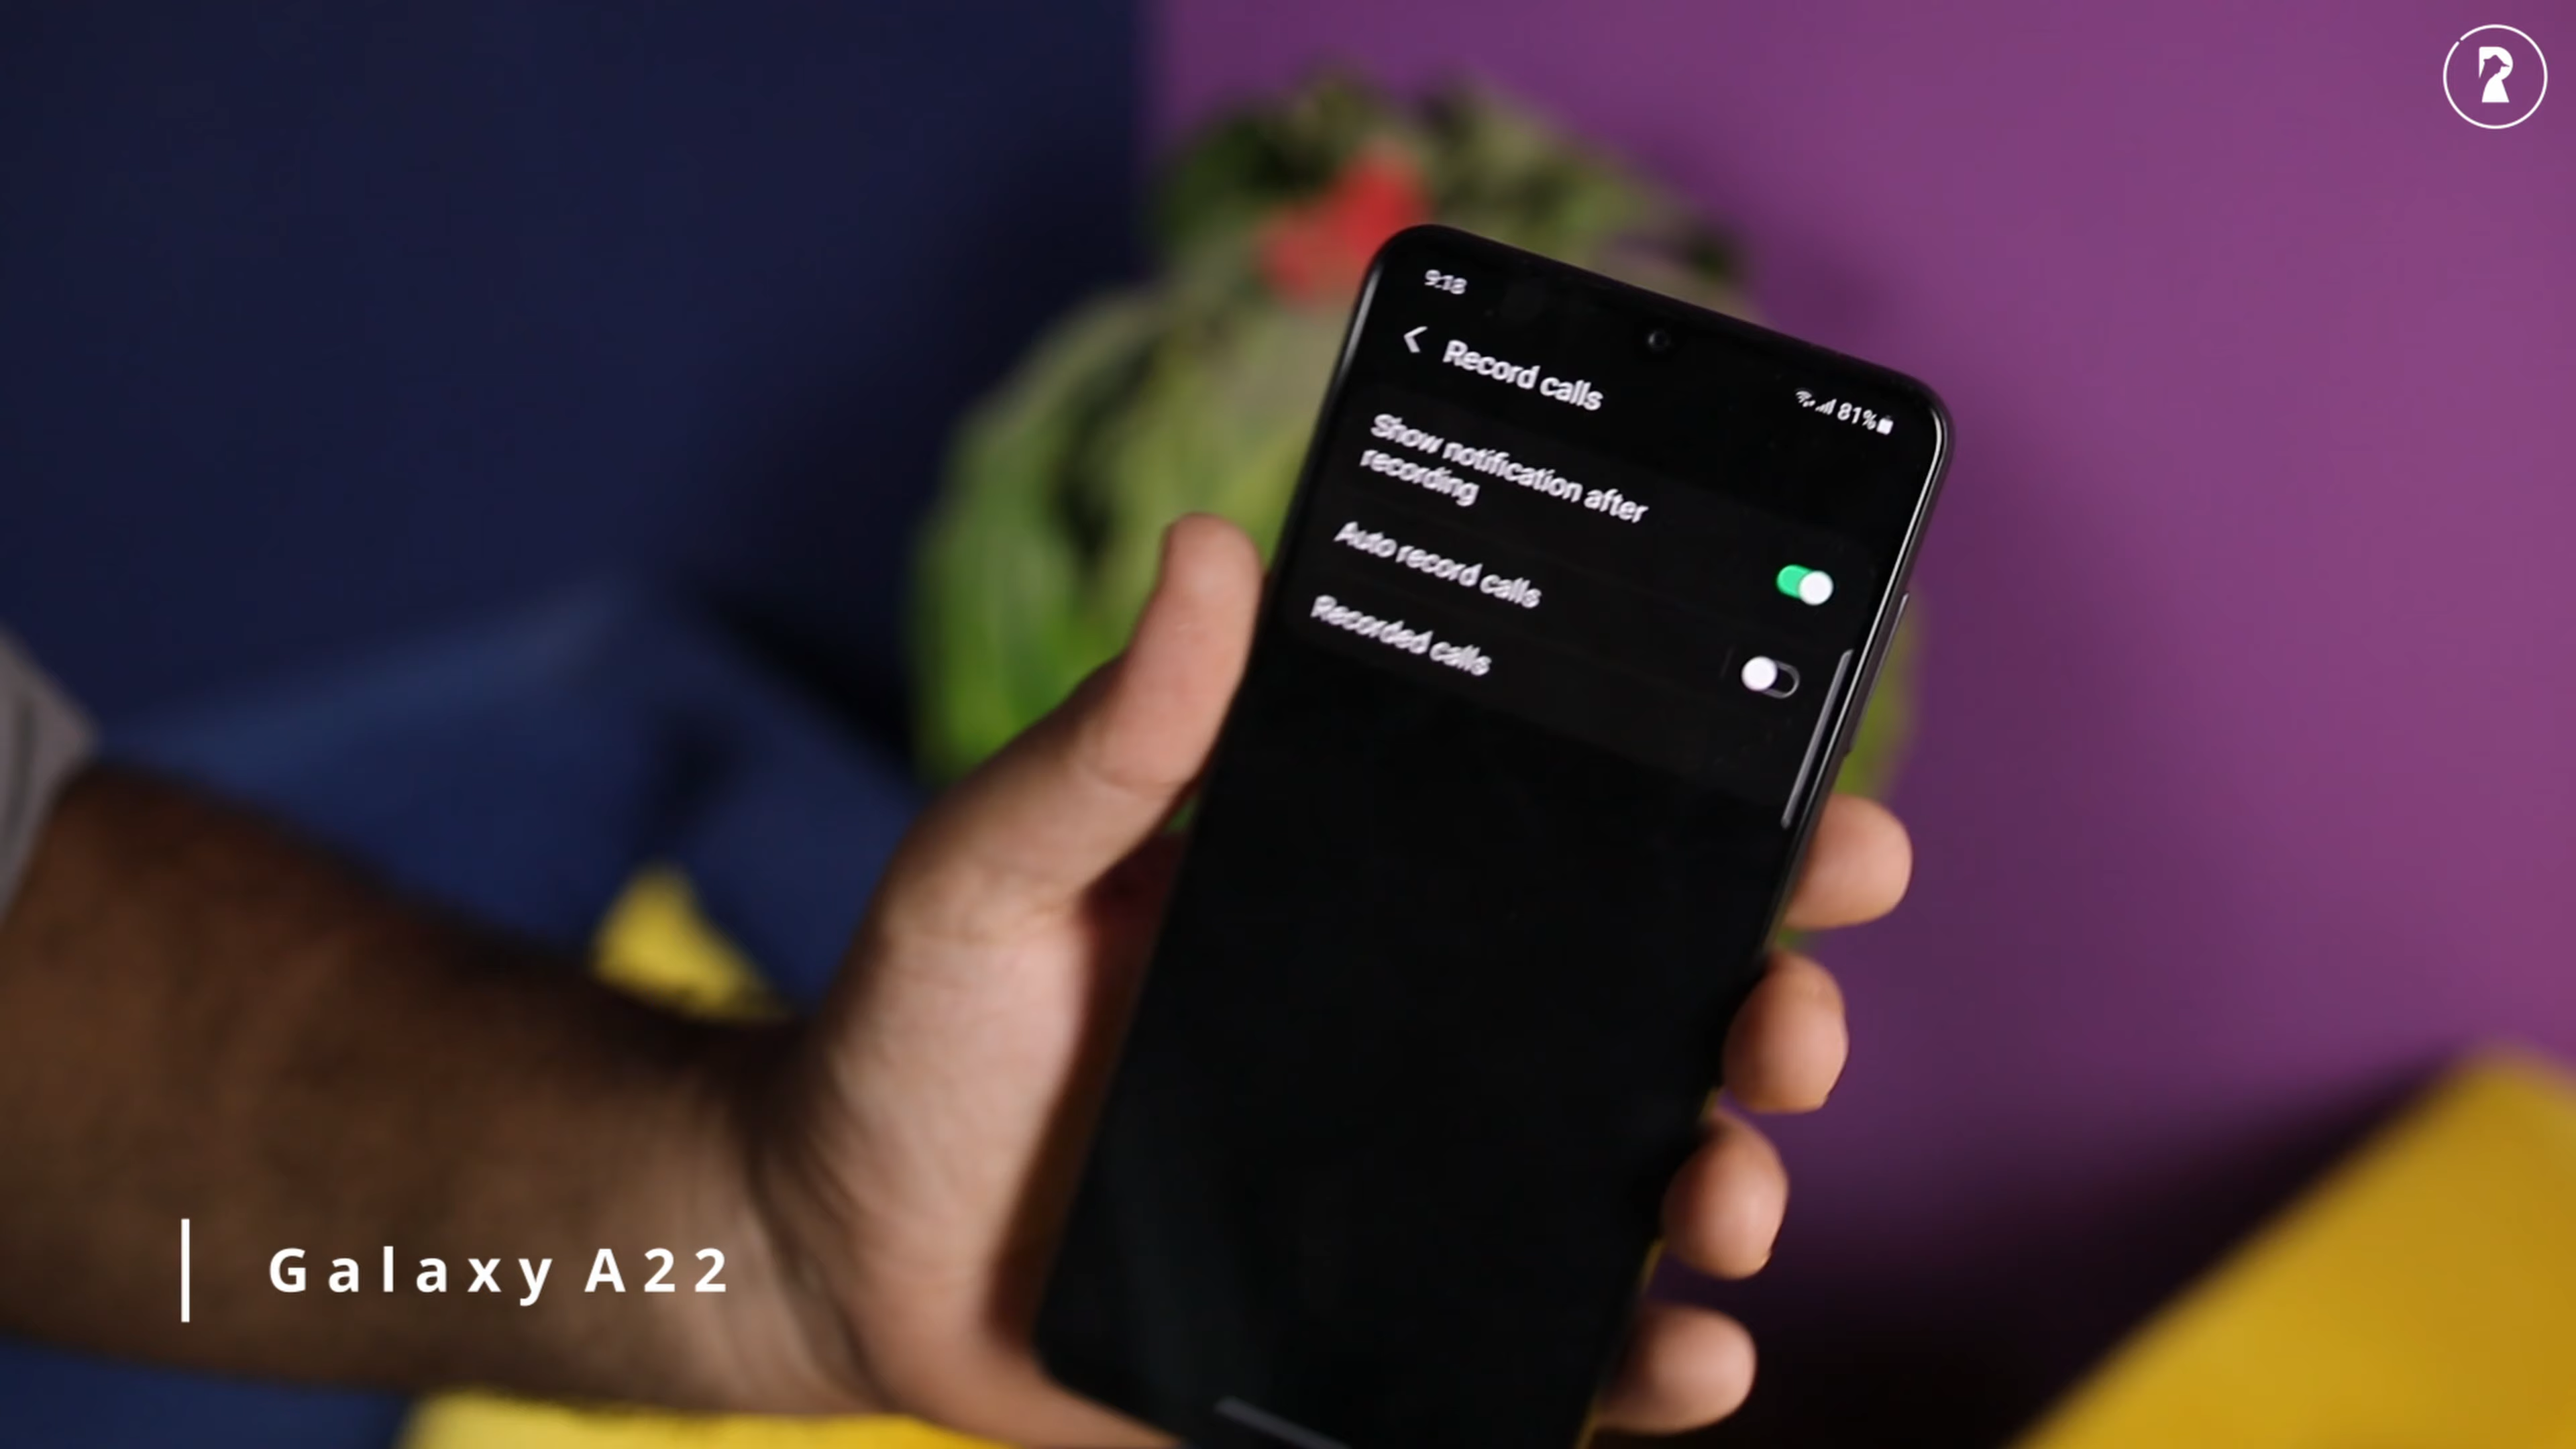 9:18
81%
Record calls
Show notification after
recording
Auto record calls
Recorded calls
Galaxy A22